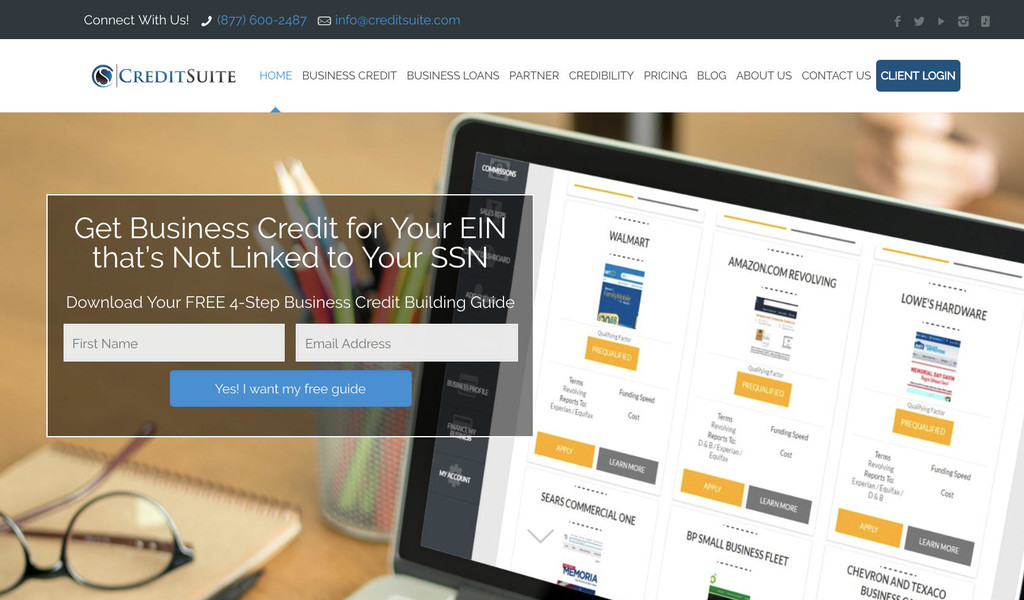 Connect With Us! (877) 600-2487 info@creditsuite.com
CREDITSUITE
HOME BUSINESS CREDIT BUSINESS LOANS PARTNER CREDIBILITY PRICING BLOG ABOUT US CONTACT US CLIENT LOGIN
Get Business Credit for Your EIN
that's Not Linked to Your SSN
Download Your FREE 4-Step Business Credit Building Guide
First Name Email Address
Yes! I want my free guide
COMMISSIONS
BUSINESS PROFILE
FINANCE MY
BUSINESS
MY ACCOUNT
WALMART
Qualifying Factor
PREQUALIFIED
Terms
Revolving
Reports To:
Experian / Equifax
Funding Speed
Cost
APPLY LEARN MORE
AMAZON.COM REVOLVING
Qualifying Factor
PREQUALIFIED
Terms
Revolving
Reports To:
D & B / Experian /
Equifax
Funding Speed
Cost
APPLY LEARN MORE
LOWE'S HARDWARE
Qualifying Factor
PREQUALIFIED
Terms
Revolving
Reports To:
Experian / Equifax /
D & B
Funding Speed
Cost
APPLY LEARN MORE
SEARS COMMERCIAL ONE
MEMORIAL
BP SMALL BUSINESS FLEET
CHEVRON AND TEXACO